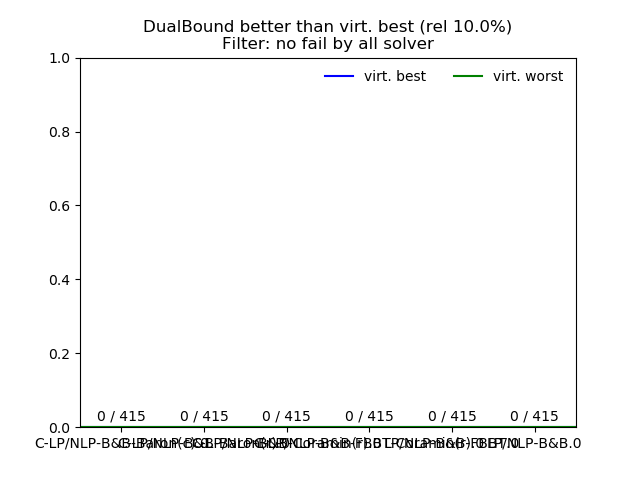 DualBound better than virt. best (rel 10.0%)
Filter: no fail by all solver
virt. best virt. worst
1.0
0.8
0.6
0.4
0.2
0.0
0 / 415 0 / 415 0 / 415 0 / 415 0 / 415 0 / 415
C-LP/NLP-B&B